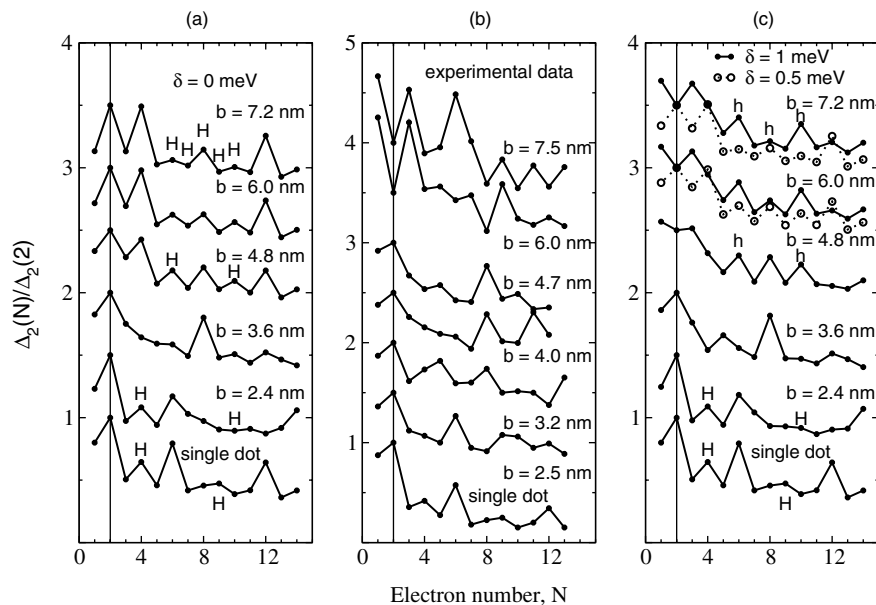 (a)
(b)
(c)
Δ₂(N)/Δ₂(2)
4
3
2
1
δ = 0 meV
b = 7.2 nm
H
H
H
H
H
b = 6.0 nm
b = 4.8 nm
H
H
b = 3.6 nm
b = 2.4 nm
H
H
single dot
H
H
0
4
8
12
5
4
3
2
1
experimental data
b = 7.5 nm
b = 6.0 nm
b = 4.7 nm
b = 4.0 nm
b = 3.2 nm
b = 2.5 nm
single dot
0
4
8
12
4
3
2
1
δ = 1 meV
δ = 0.5 meV
b = 7.2 nm
h
h
h
b = 6.0 nm
b = 4.8 nm
h
h
b = 3.6 nm
b = 2.4 nm
H
H
single dot
H
H
0
4
8
12
Electron number, N